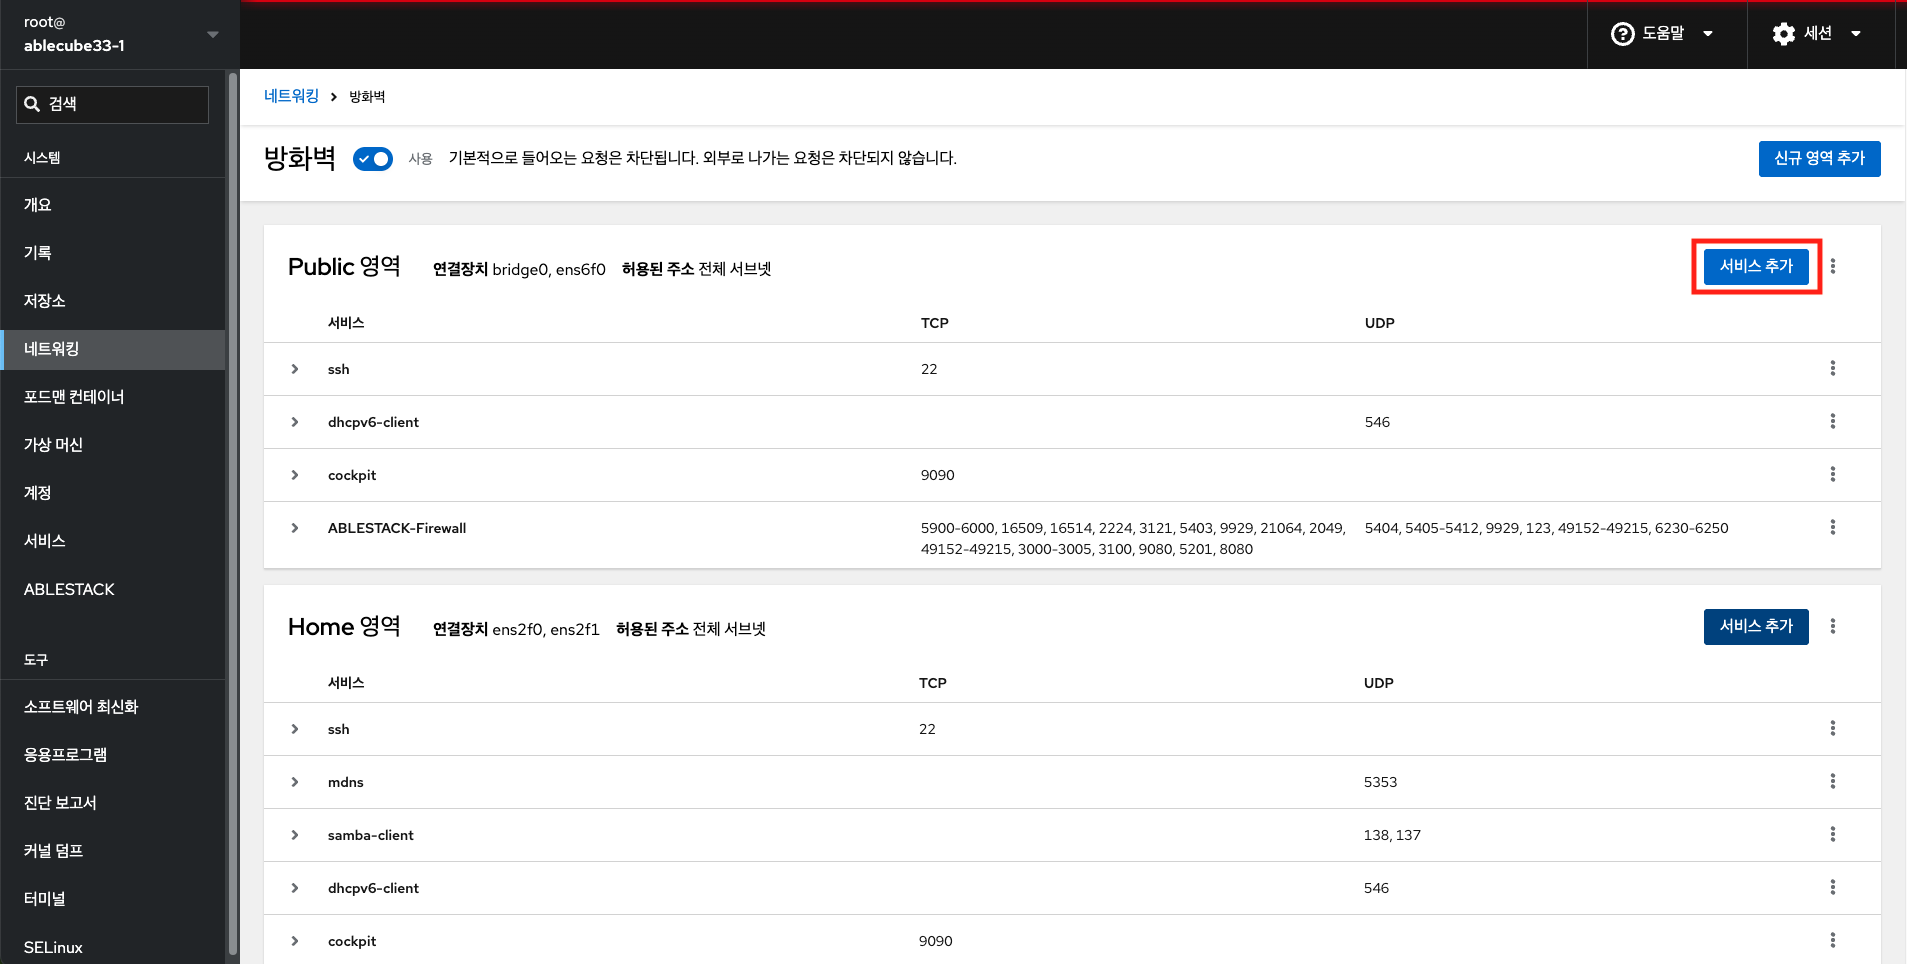 root@
ablecube33-1
도움말
세션
검색
시스템
개요
기록
저장소
네트워킹
포드맨 컨테이너
가상 머신
계정
서비스
ABLESTACK
도구
소프트웨어 최신화
응용프로그램
진단 보고서
커널 덤프
터미널
SELinux
네트워킹 > 방화벽
방화벽 사용 기본적으로 들어오는 요청은 차단됩니다. 외부로 나가는 요청은 차단되지 않습니다. 신규 영역 추가
Public 영역 연결장치 bridge0, ens6f0 허용된 주소 전체 서브넷 서비스 추가
서비스 TCP UDP
ssh 22
dhcpv6-client 546
cockpit 9090
ABLESTACK-Firewall 5900-6000, 16509, 16514, 2224, 3121, 5403, 9929, 21064, 2049, 5404, 5405-5412, 9929, 123, 49152-49215, 6230-6250
49152-49215, 3000-3005, 3100, 9080, 5201, 8080
Home 영역 연결장치 ens2f0, ens2f1 허용된 주소 전체 서브넷 서비스 추가
서비스 TCP UDP
ssh 22
mdns 5353
samba-client 138, 137
dhcpv6-client 546
cockpit 9090